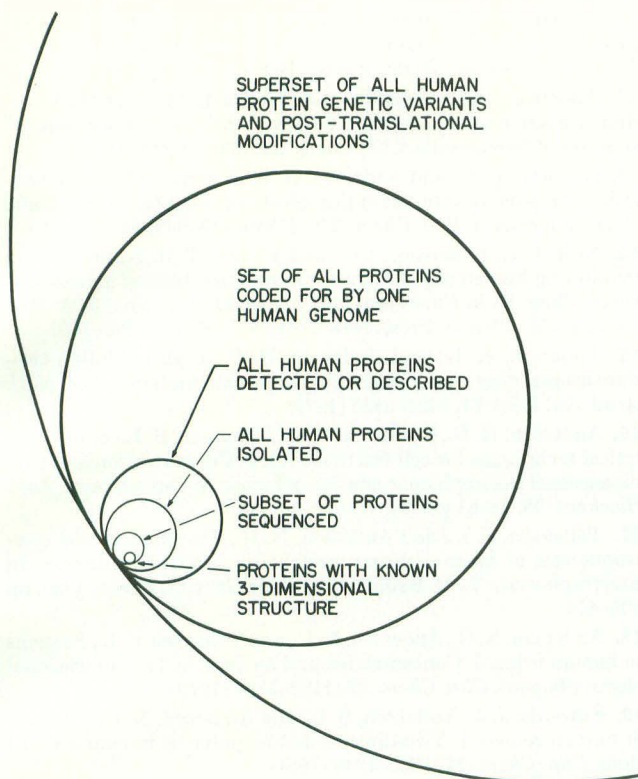 SUPERSET OF ALL HUMAN
PROTEIN GENETIC VARIANTS
AND POST-TRANSLATIONAL
MODIFICATIONS
SET OF ALL PROTEINS
CODED FOR BY ONE
HUMAN GENOME
ALL HUMAN PROTEINS
DETECTED OR DESCRIBED
ALL HUMAN PROTEINS
ISOLATED
SUBSET OF PROTEINS
SEQUENCED
PROTEINS WITH KNOWN
3-DIMENSIONAL
STRUCTURE